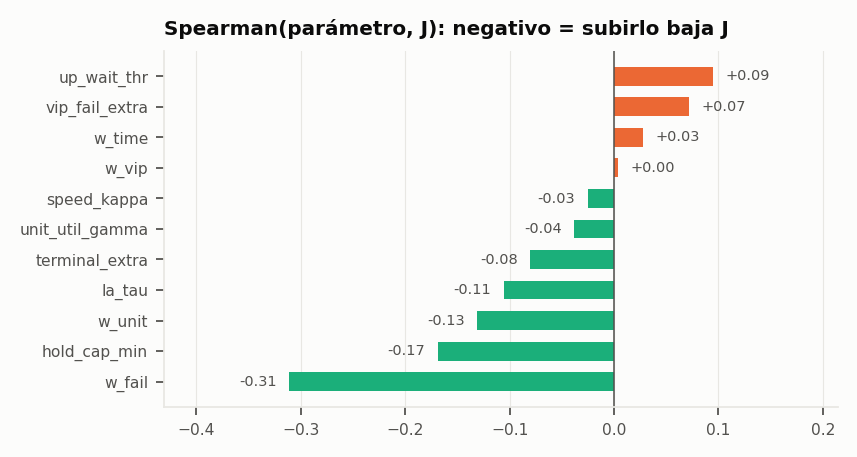 Spearman(parámetro, J): negativo = subirlo baja J
up_wait_thr +0.09
vip_fail_extra +0.07
w_time +0.03
w_vip +0.00
speed_kappa -0.03
unit_util_gamma -0.04
terminal_extra -0.08
la_tau -0.11
w_unit -0.13
hold_cap_min -0.17
w_fail -0.31
−0.4 −0.3 −0.2 −0.1 0.0 0.1 0.2